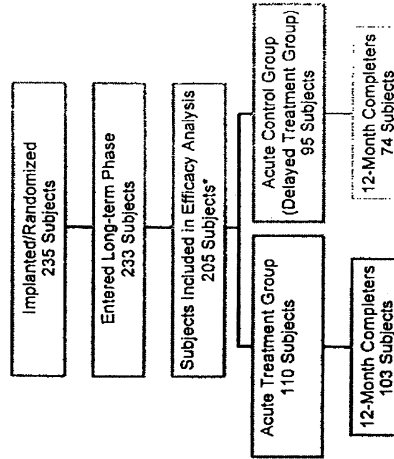 Implanted/Randomized
235 Subjects
Entered Long-term Phase
233 Subjects
Subjects Included in Efficacy Analysis
205 Subjects*
Acute Treatment Group
110 Subjects
Acute Control Group
(Delayed Treatment Group)
95 Subjects
12-Month Completers
103 Subjects
12-Month Completers
74 Subjects